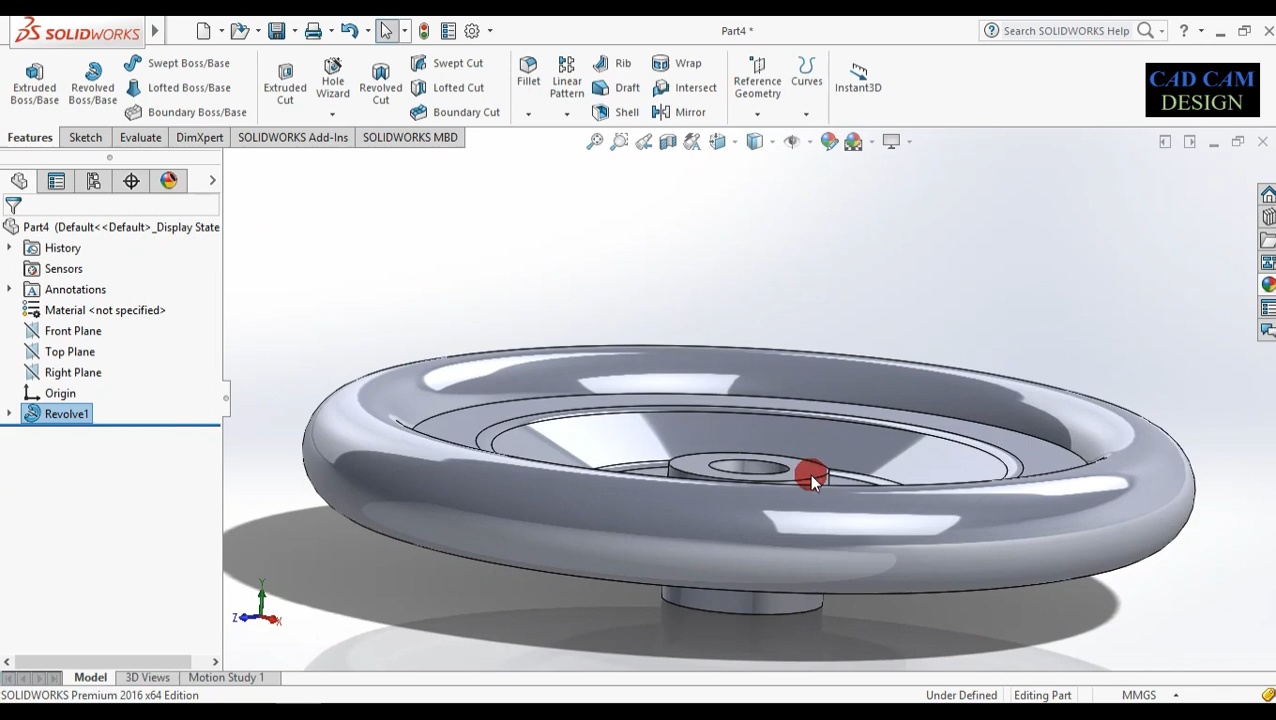 SOLIDWORKS
Part4 *
Search SOLIDWORKS Help
Extruded Boss/Base
Revolved Boss/Base
Swept Boss/Base
Lofted Boss/Base
Boundary Boss/Base
Extruded Cut
Hole Wizard
Revolved Cut
Swept Cut
Lofted Cut
Boundary Cut
Fillet
Linear Pattern
Rib
Draft
Shell
Wrap
Intersect
Mirror
Reference Geometry
Curves
Instant3D
CAD CAM
DESIGN
Features
Sketch
Evaluate
DimXpert
SOLIDWORKS Add-Ins
SOLIDWORKS MBD
Part4 (Default<<Default>_Display State
History
Sensors
Annotations
Material <not specified>
Front Plane
Top Plane
Right Plane
Origin
Revolve1
Y
Z
X
Model
3D Views
Motion Study 1
SOLIDWORKS Premium 2016 x64 Edition
Under Defined
Editing Part
MMGS